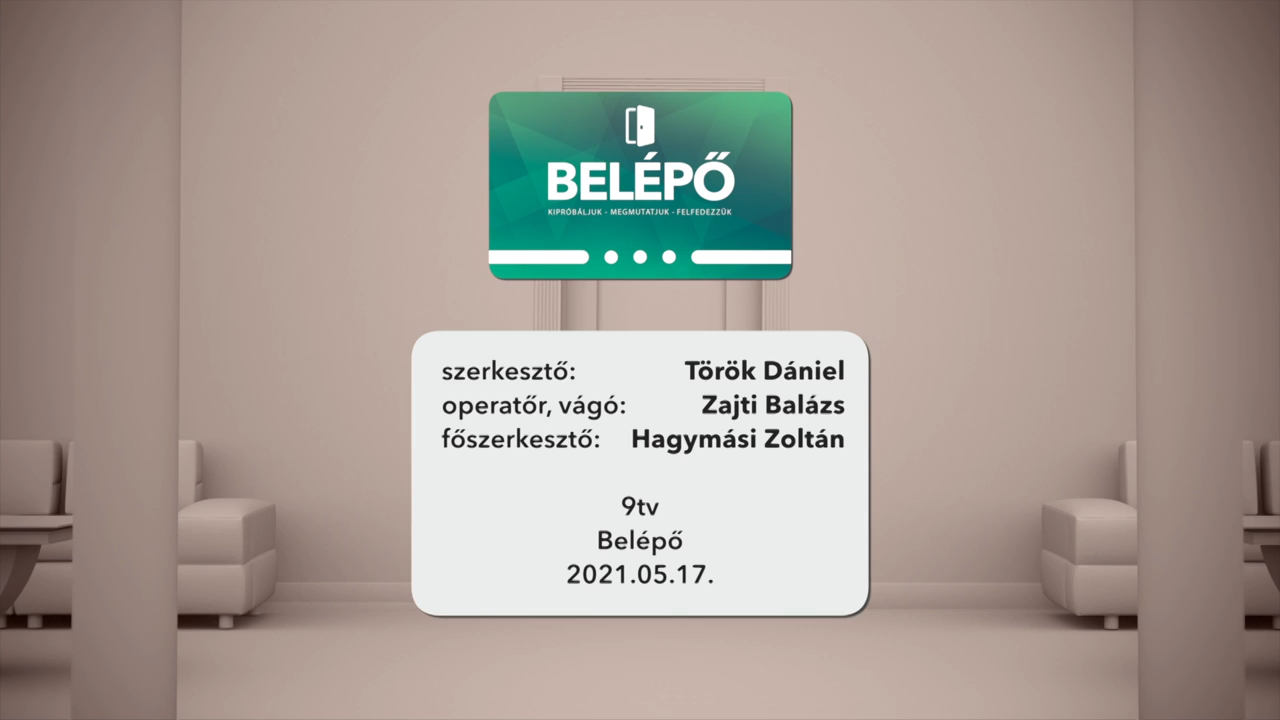 BELÉPŐ
KIPRÓBÁLJUK - MEGMUTATJUK - FELFEDEZZÜK
szerkesztő: Török Dániel
operatőr, vágó: Zajti Balázs
főszerkesztő: Hagymási Zoltán
9tv
Belépő
2021.05.17.